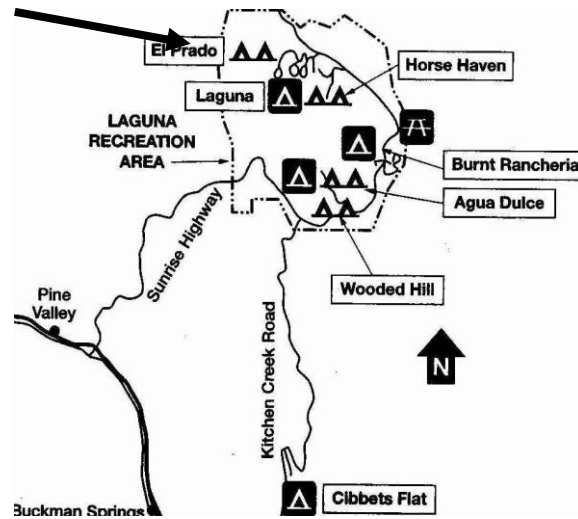 El Prado
Horse Haven
Laguna
LAGUNA
RECREATION
AREA
Burnt Rancheria
Agua Dulce
Wooded Hill
Sunrise Highway
Pine
Valley
Kitchen Creek Road
N
Cibbets Flat
Buckman Springs